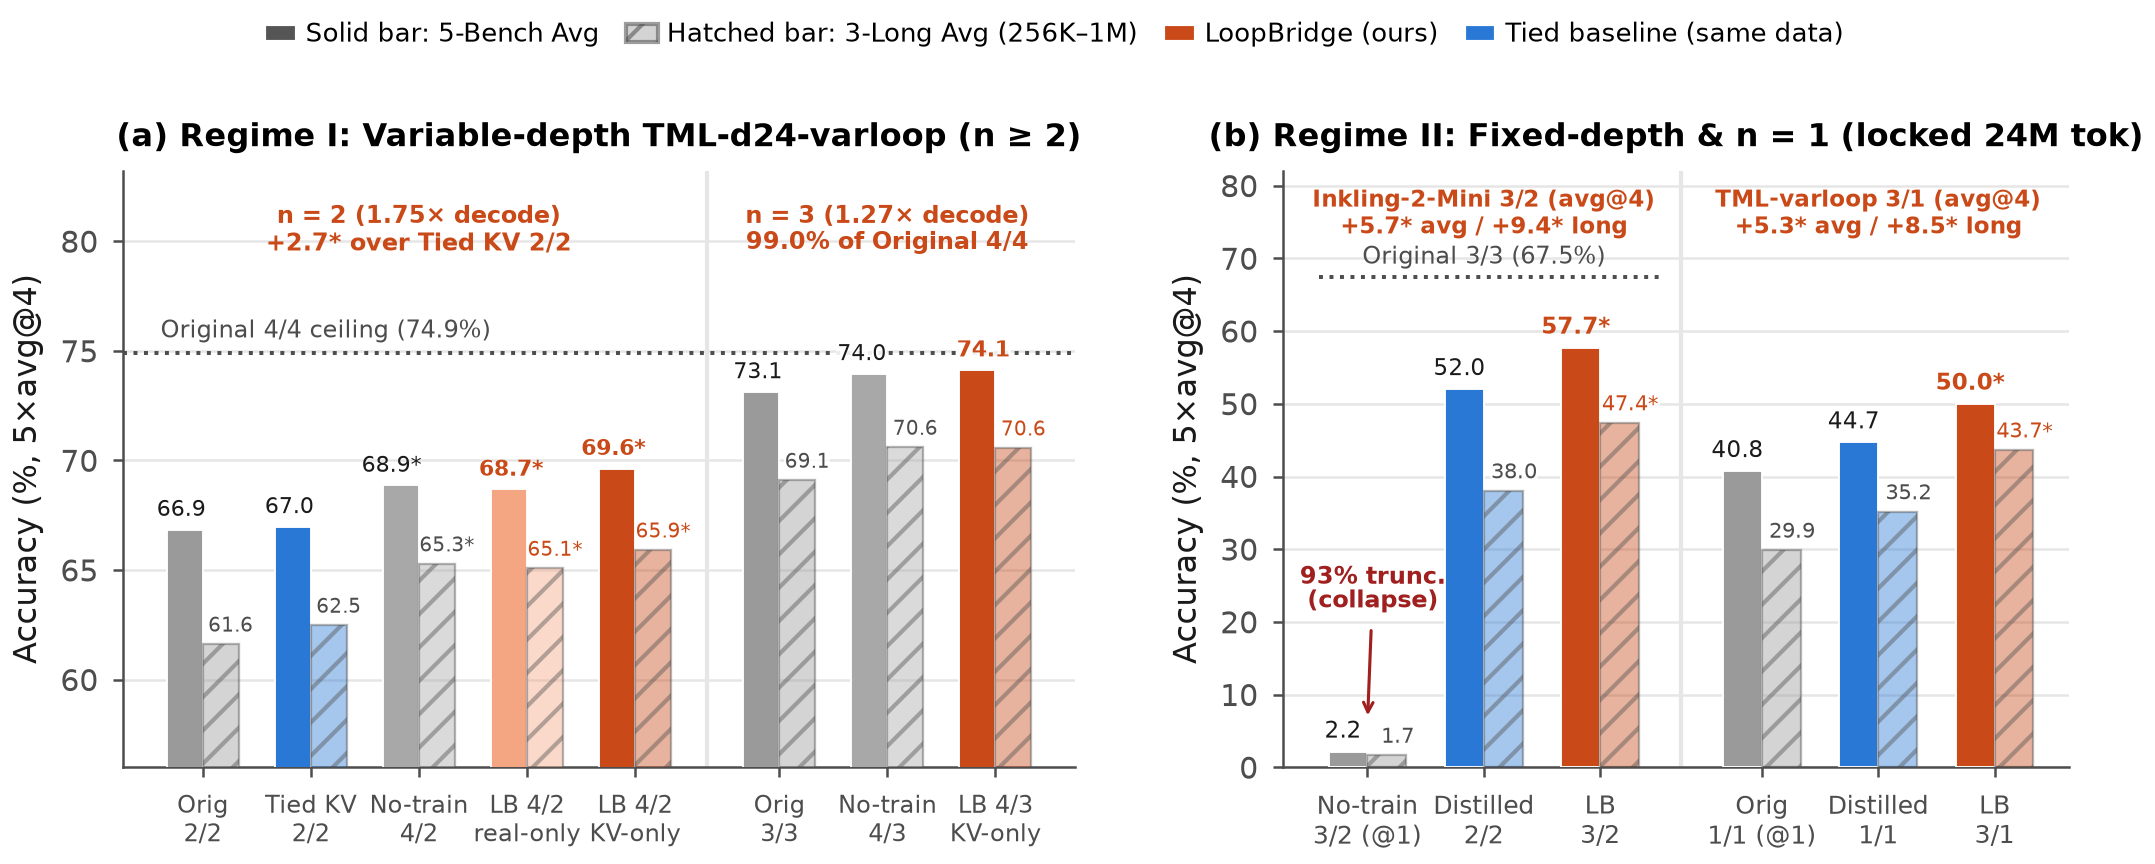 Solid bar: 5-Bench Avg
Hatched bar: 3-Long Avg (256K–1M)
LoopBridge (ours)
Tied baseline (same data)
(a) Regime I: Variable-depth TML-d24-varloop (n ≥ 2)
Accuracy (%, 5×avg@4)
80
75
70
65
60
n = 2 (1.75× decode)
+2.7* over Tied KV 2/2
n = 3 (1.27× decode)
99.0% of Original 4/4
Original 4/4 ceiling (74.9%)
66.9
61.6
67.0
62.5
68.9*
65.3*
68.7*
65.1*
69.6*
65.9*
73.1
69.1
74.0
70.6
74.1
70.6
Orig
2/2
Tied KV
2/2
No-train
4/2
LB 4/2
real-only
LB 4/2
KV-only
Orig
3/3
No-train
4/3
LB 4/3
KV-only
(b) Regime II: Fixed-depth & n = 1 (locked 24M tok)
Accuracy (%, 5×avg@4)
80
70
60
50
40
30
20
10
0
Inkling-2-Mini 3/2 (avg@4)
+5.7* avg / +9.4* long
TML-varloop 3/1 (avg@4)
+5.3* avg / +8.5* long
Original 3/3 (67.5%)
93% trunc.
(collapse)
2.2
1.7
52.0
38.0
57.7*
47.4*
40.8
29.9
44.7
35.2
50.0*
43.7*
No-train
3/2 (@1)
Distilled
2/2
LB
3/2
Orig
1/1 (@1)
Distilled
1/1
LB
3/1